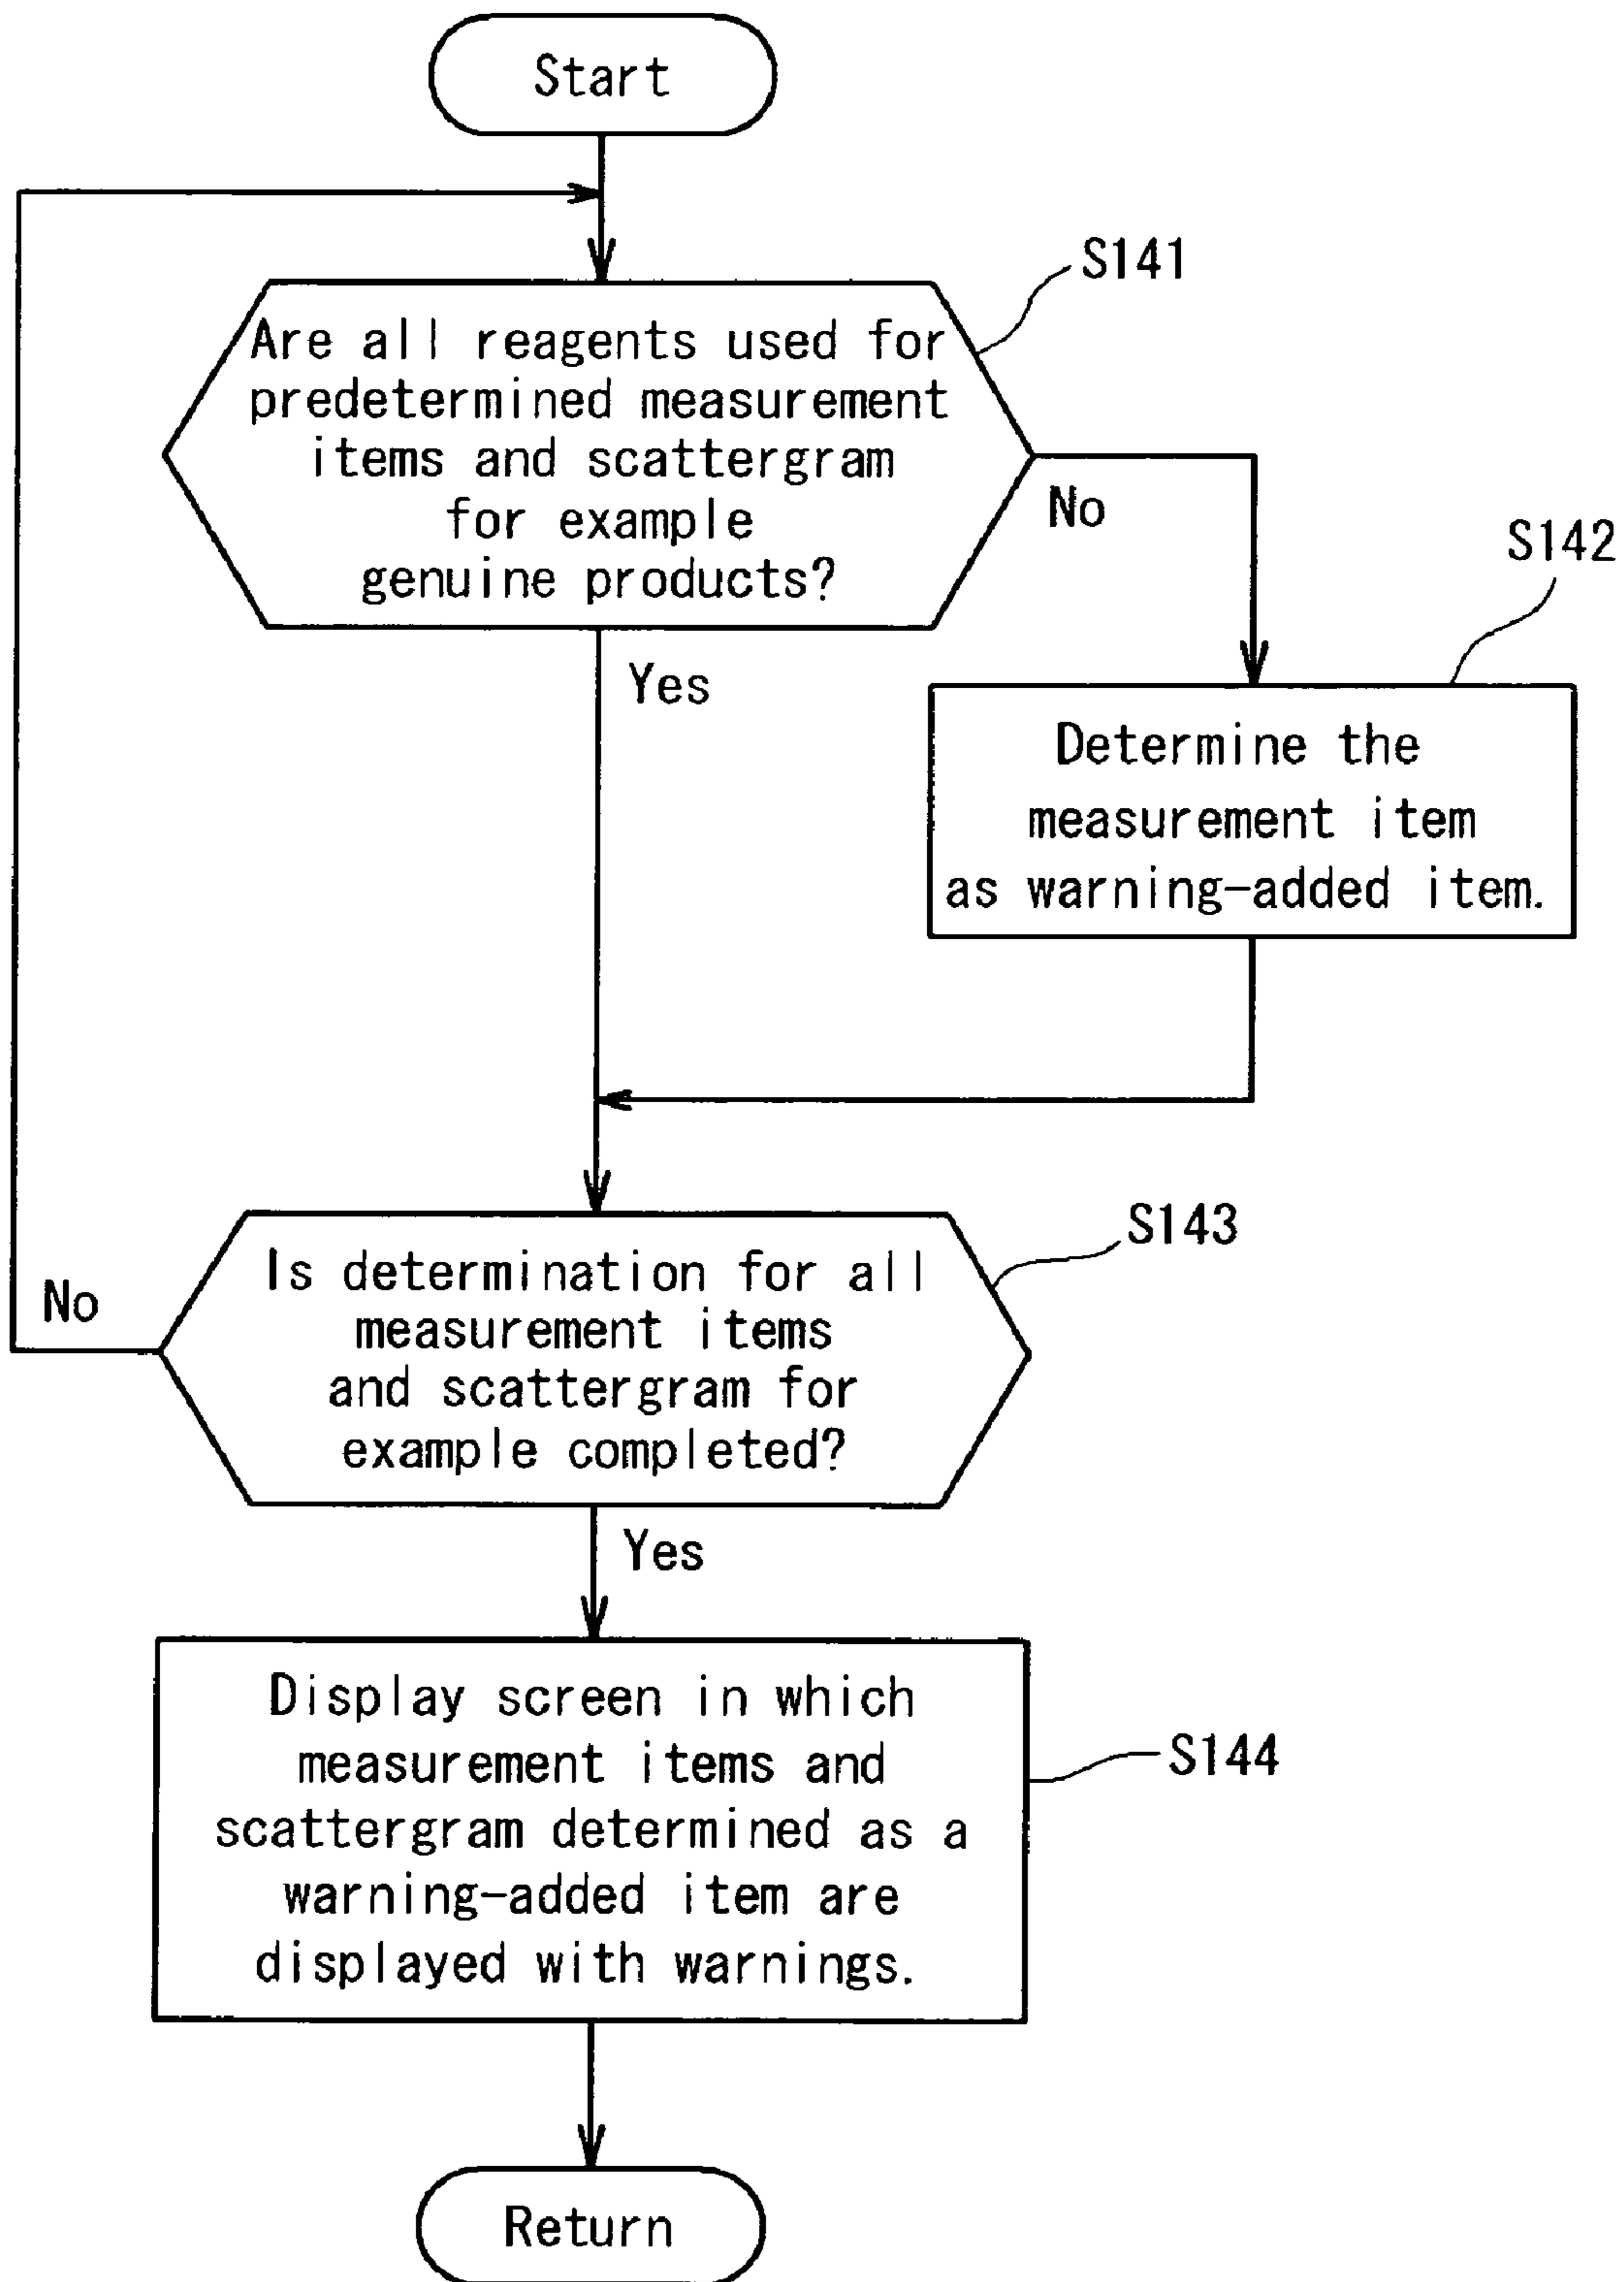 Start
S141
Are all reagents used for
predetermined measurement
items and scattergram
for example
genuine products?
No
S142
Yes
Determine the
measurement item
as warning-added item.
S143
Is determination for all
measurement items
and scattergram for
example completed?
No
Yes
Display screen in which
measurement items and
scattergram determined as a
warning-added item are
displayed with warnings.
S144
Return